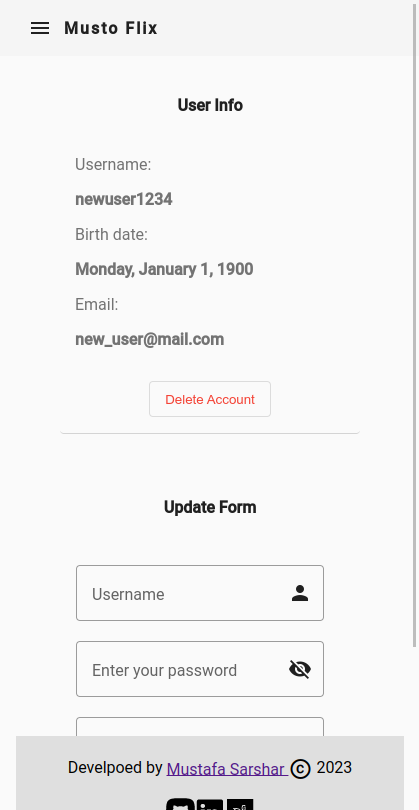 Musto Flix
User Info
Username:
newuser1234
Birth date:
Monday, January 1, 1900
Email:
new_user@mail.com
Delete Account
Update Form
Username
Enter your password
Develpoed by Mustafa Sarshar © 2023